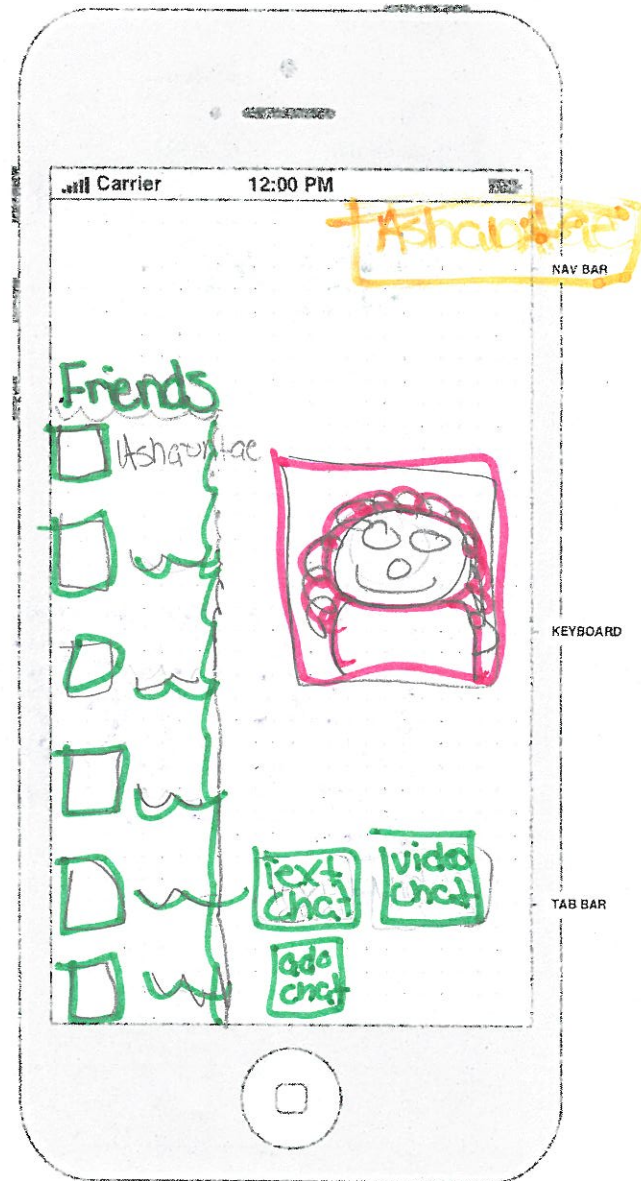 Carrier 12:00 PM
Ashauntae
NAV BAR
Friends
Ashauntae
KEYBOARD
Text
chat
video
chat
TAB BAR
ado
chat